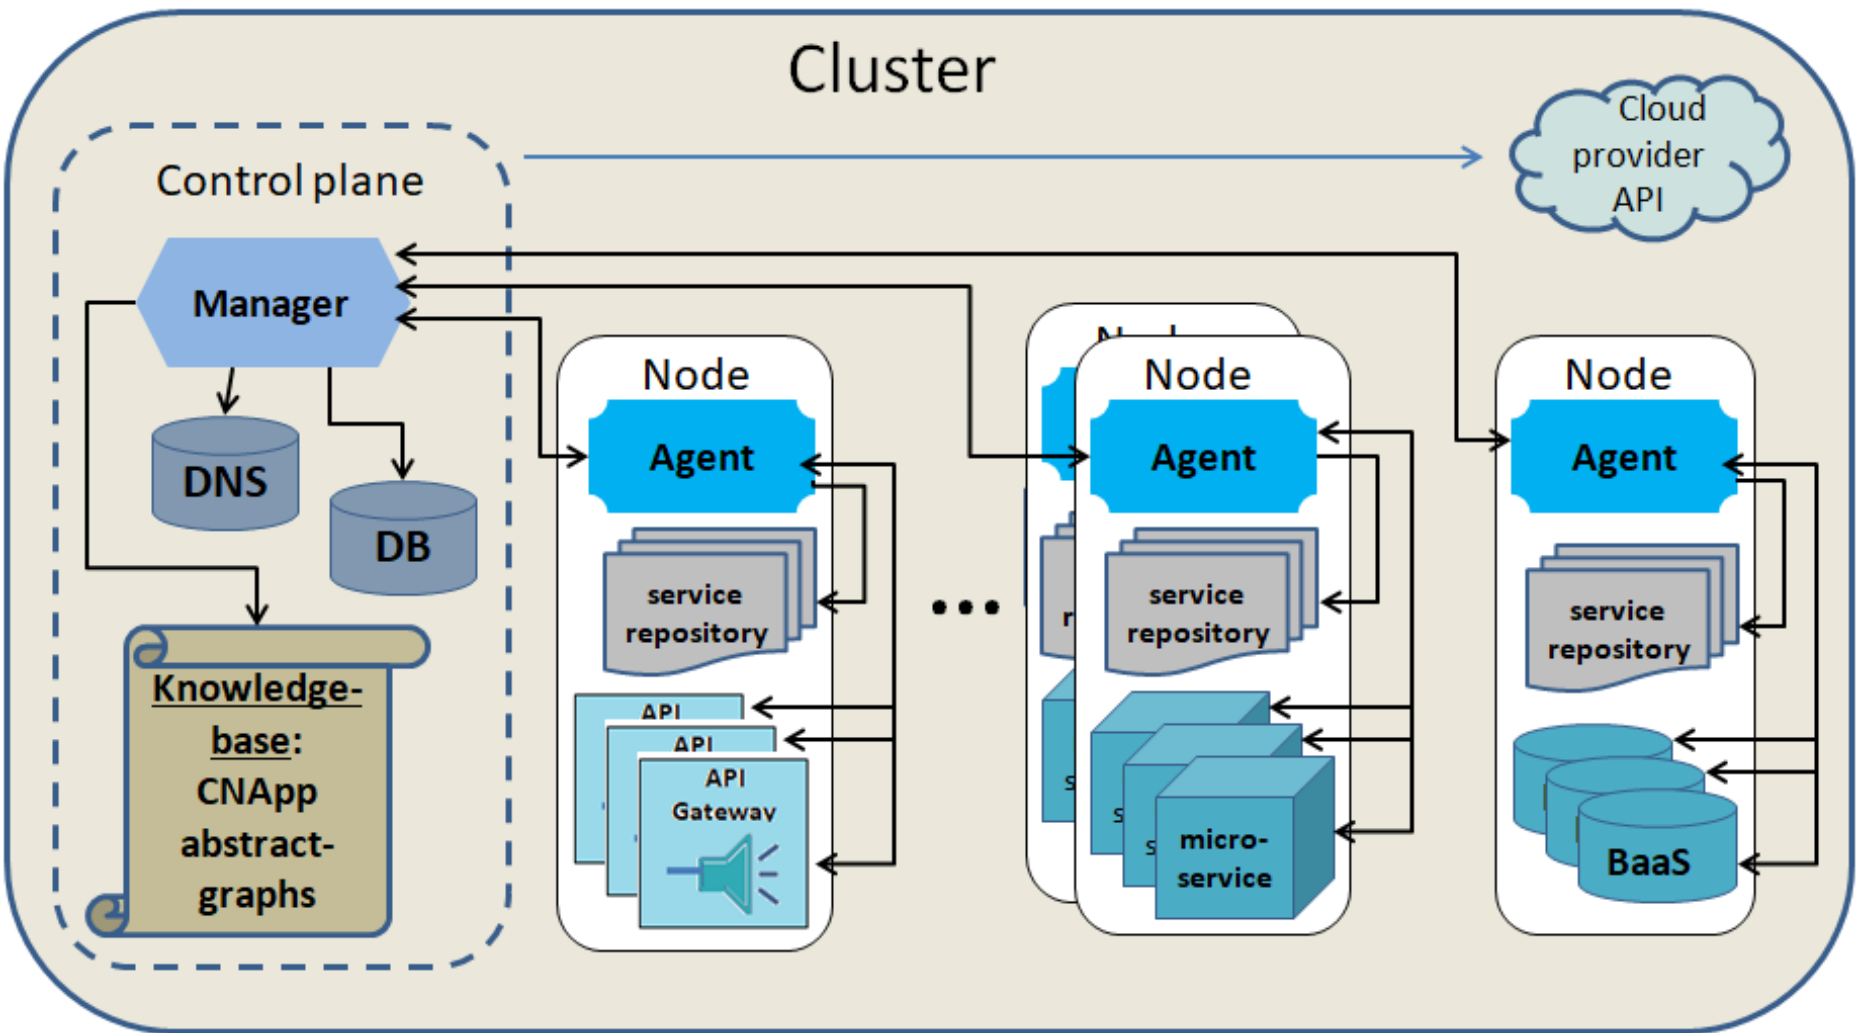 Cluster
Cloud
provider
API
Control plane
Manager
DNS
DB
Knowledge-
base:
CNApp
abstract-
graphs
Node
Agent
service
repository
API
API
API
Gateway
...
Node
Agent
service
repository
micro-
service
Node
Agent
service
repository
BaaS